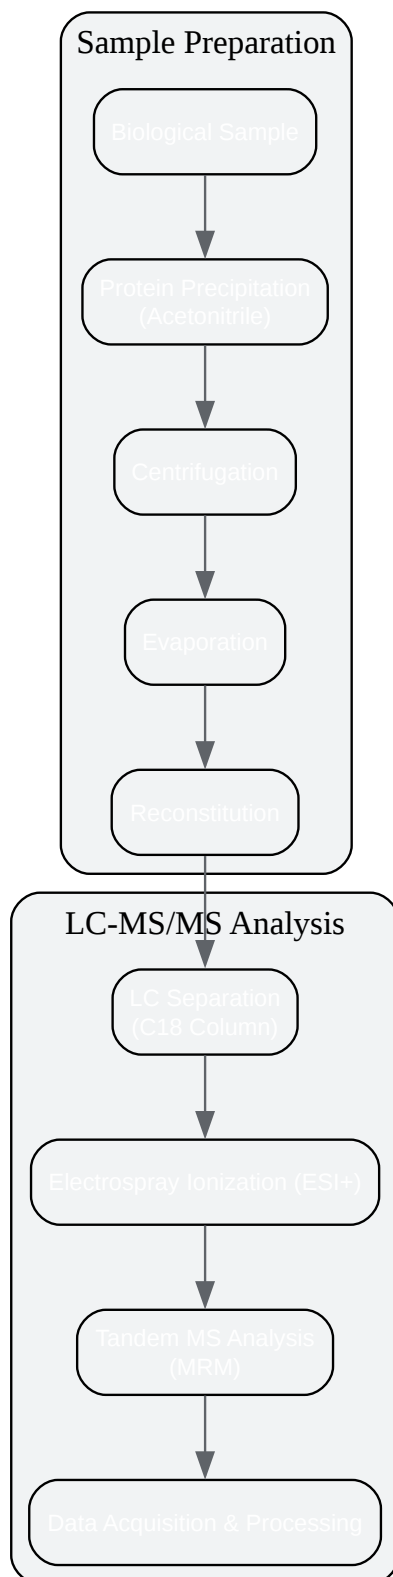 Sample Preparation
Biological Sample
Protein Precipitation
(Acetonitrile)
Centrifugation
Evaporation
Reconstitution
LC-MS/MS Analysis
LC Separation
(C18 Column)
Electrospray Ionization (ESI+)
Tandem MS Analysis
(MRM)
Data Acquisition & Processing